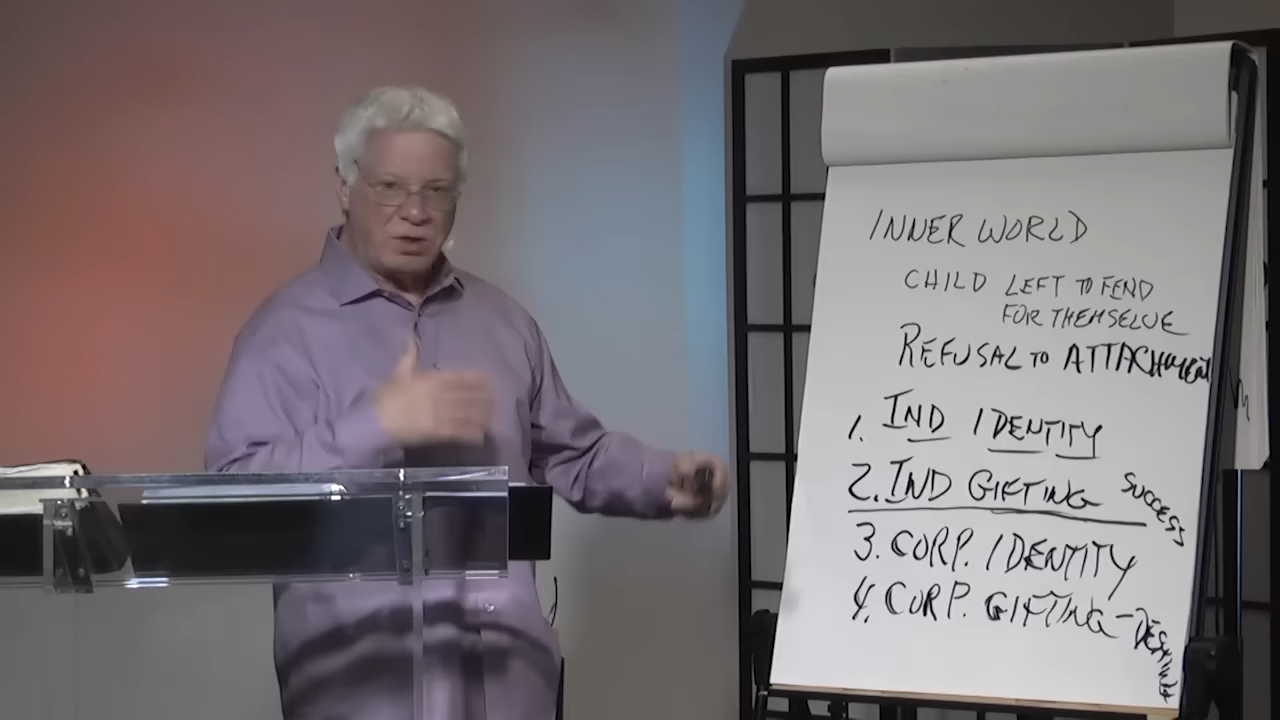 INNER WORLD
CHILD LEFT TO FEND
FOR THEMSELVE
REFUSAL TO ATTACHMENT
1. IND IDENTITY
2. IND GIFTING SUCCESS
3. CORP. IDENTITY
4. CORP. GIFTING - DESTINY